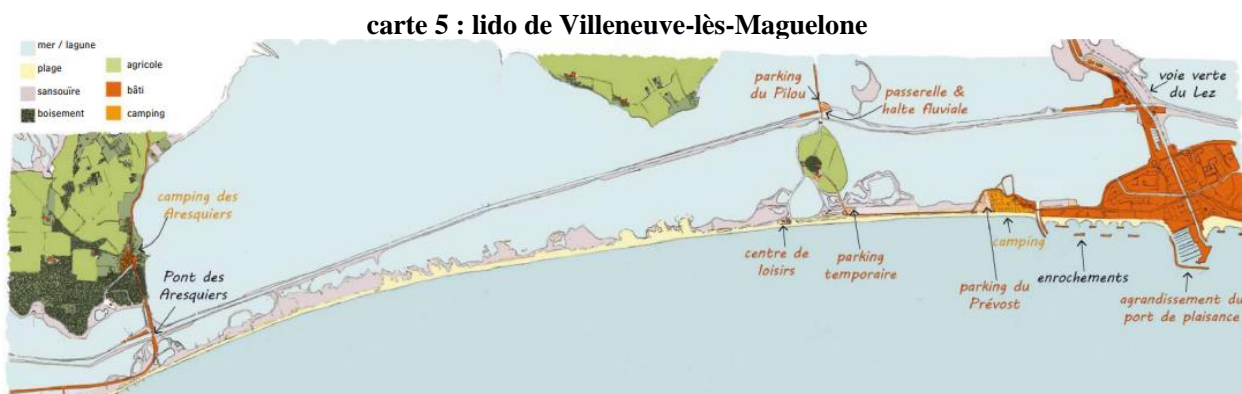 carte 5 : lido de Villeneuve-lès-Maguelone
mer / lagune
plage
sansouïre
boisement
agricole
bâti
camping
parking
du Pilou
passerelle &
halte fluviale
voie verte
du Lez
camping des
Aresquiers
Pont des
Aresquiers
centre de
loisirs
parking
temporaire
camping
parking du
Prévost
enrochements
agrandissement du
port de plaisance